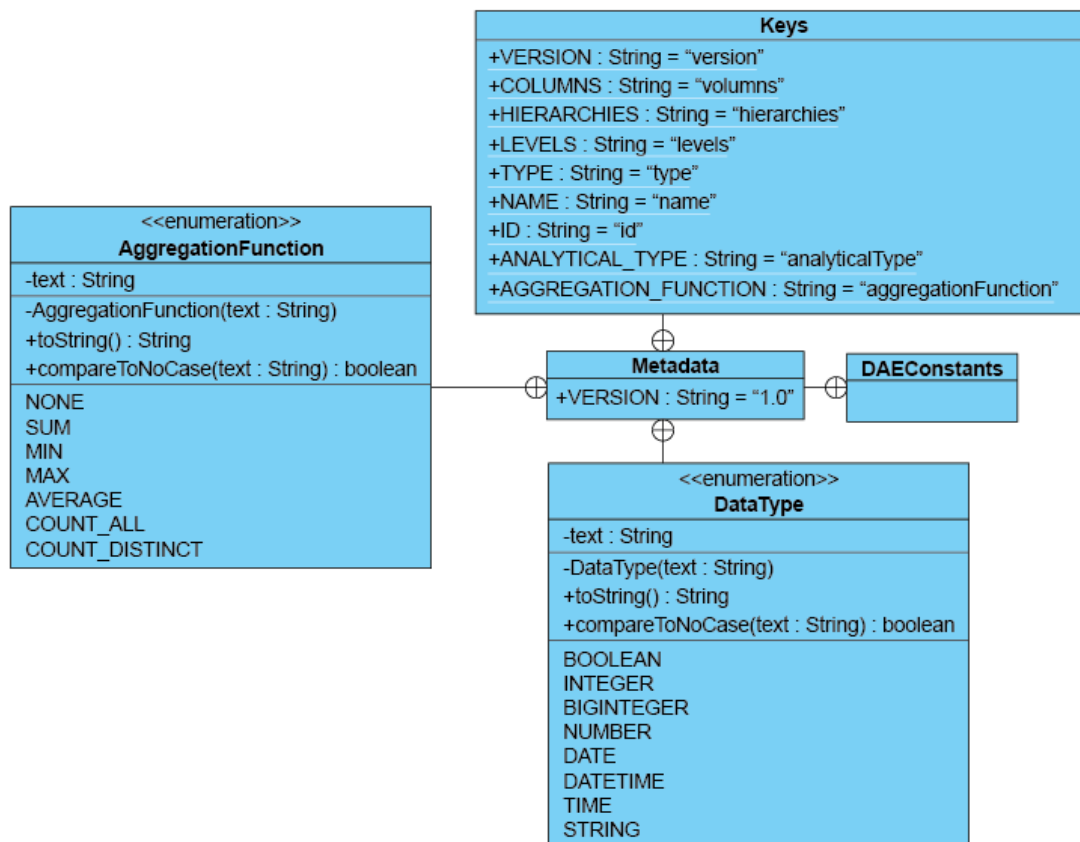 Keys
+VERSION : String = “version”
+COLUMNS : String = “volumns”
+HIERARCHIES : String = “hierarchies”
+LEVELS : String = “levels”
+TYPE : String = “type”
+NAME : String = “name”
+ID : String = “id”
+ANALYTICAL_TYPE : String = “analyticalType”
+AGGREGATION_FUNCTION : String = “aggregationFunction”
<<enumeration>>
AggregationFunction
-text : String
-AggregationFunction(text : String)
+toString() : String
+compareToNoCase(text : String) : boolean
NONE
SUM
MIN
MAX
AVERAGE
COUNT_ALL
COUNT_DISTINCT
Metadata
+VERSION : String = “1.0”
DAEConstants
<<enumeration>>
DataType
-text : String
-DataType(text : String)
+toString() : String
+compareToNoCase(text : String) : boolean
BOOLEAN
INTEGER
BIGINTEGER
NUMBER
DATE
DATETIME
TIME
STRING